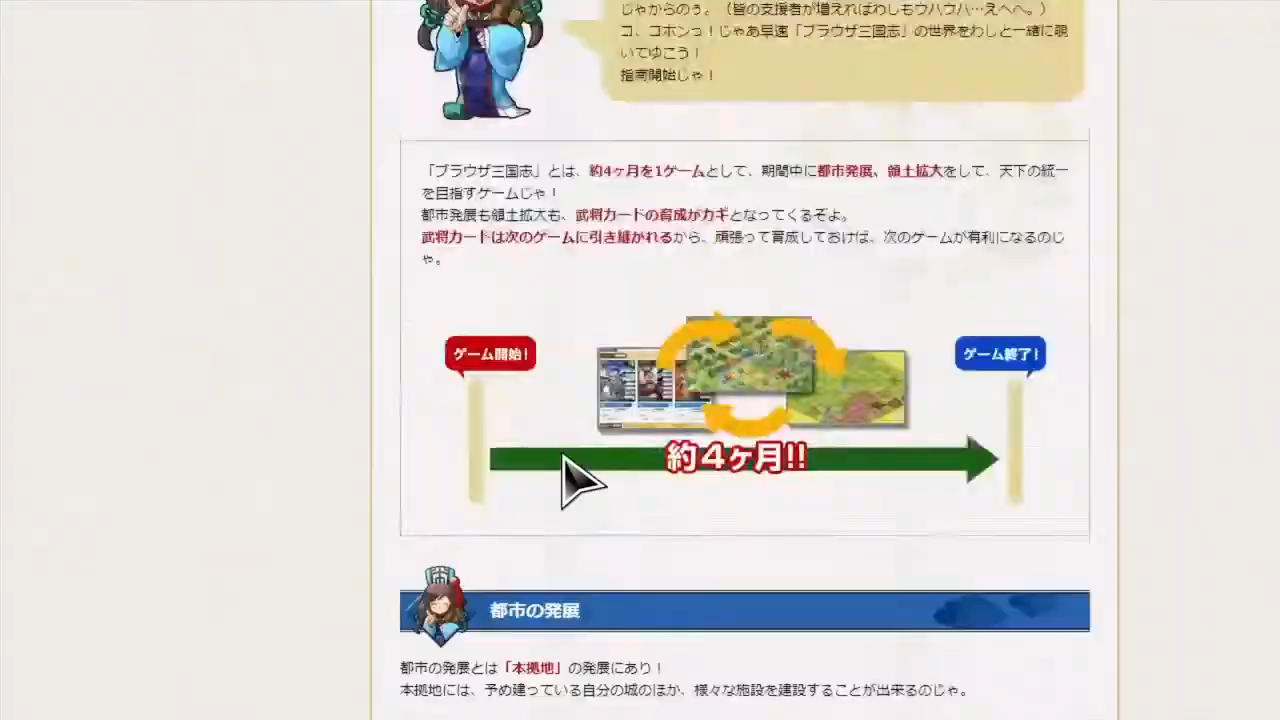 じゃからのぅ。（皆の支援者が増えればわしもウハウハ…えへへ。）
コ、コホンっ！じゃあ早速「ブラウザ三国志」の世界をわしと一緒に覗
いてゆこう！
指南開始じゃ！
「ブラウザ三国志」とは、約4ヶ月を1ゲームとして、期間中に都市発展、領土拡大をして、天下の統一
を目指すゲームじゃ！
都市発展も領土拡大も、武将カードの育成がカギとなってくるぞよ。
武将カードは次のゲームに引き継がれるから、頑張って育成しておけば、次のゲームが有利になるのじ
ゃ。
ゲーム開始！
ゲーム終了！
約４ヶ月!!
都市の発展
都市の発展とは「本拠地」の発展にあり！
本拠地には、予め建っている自分の城のほか、様々な施設を建設することが出来るのじゃ。